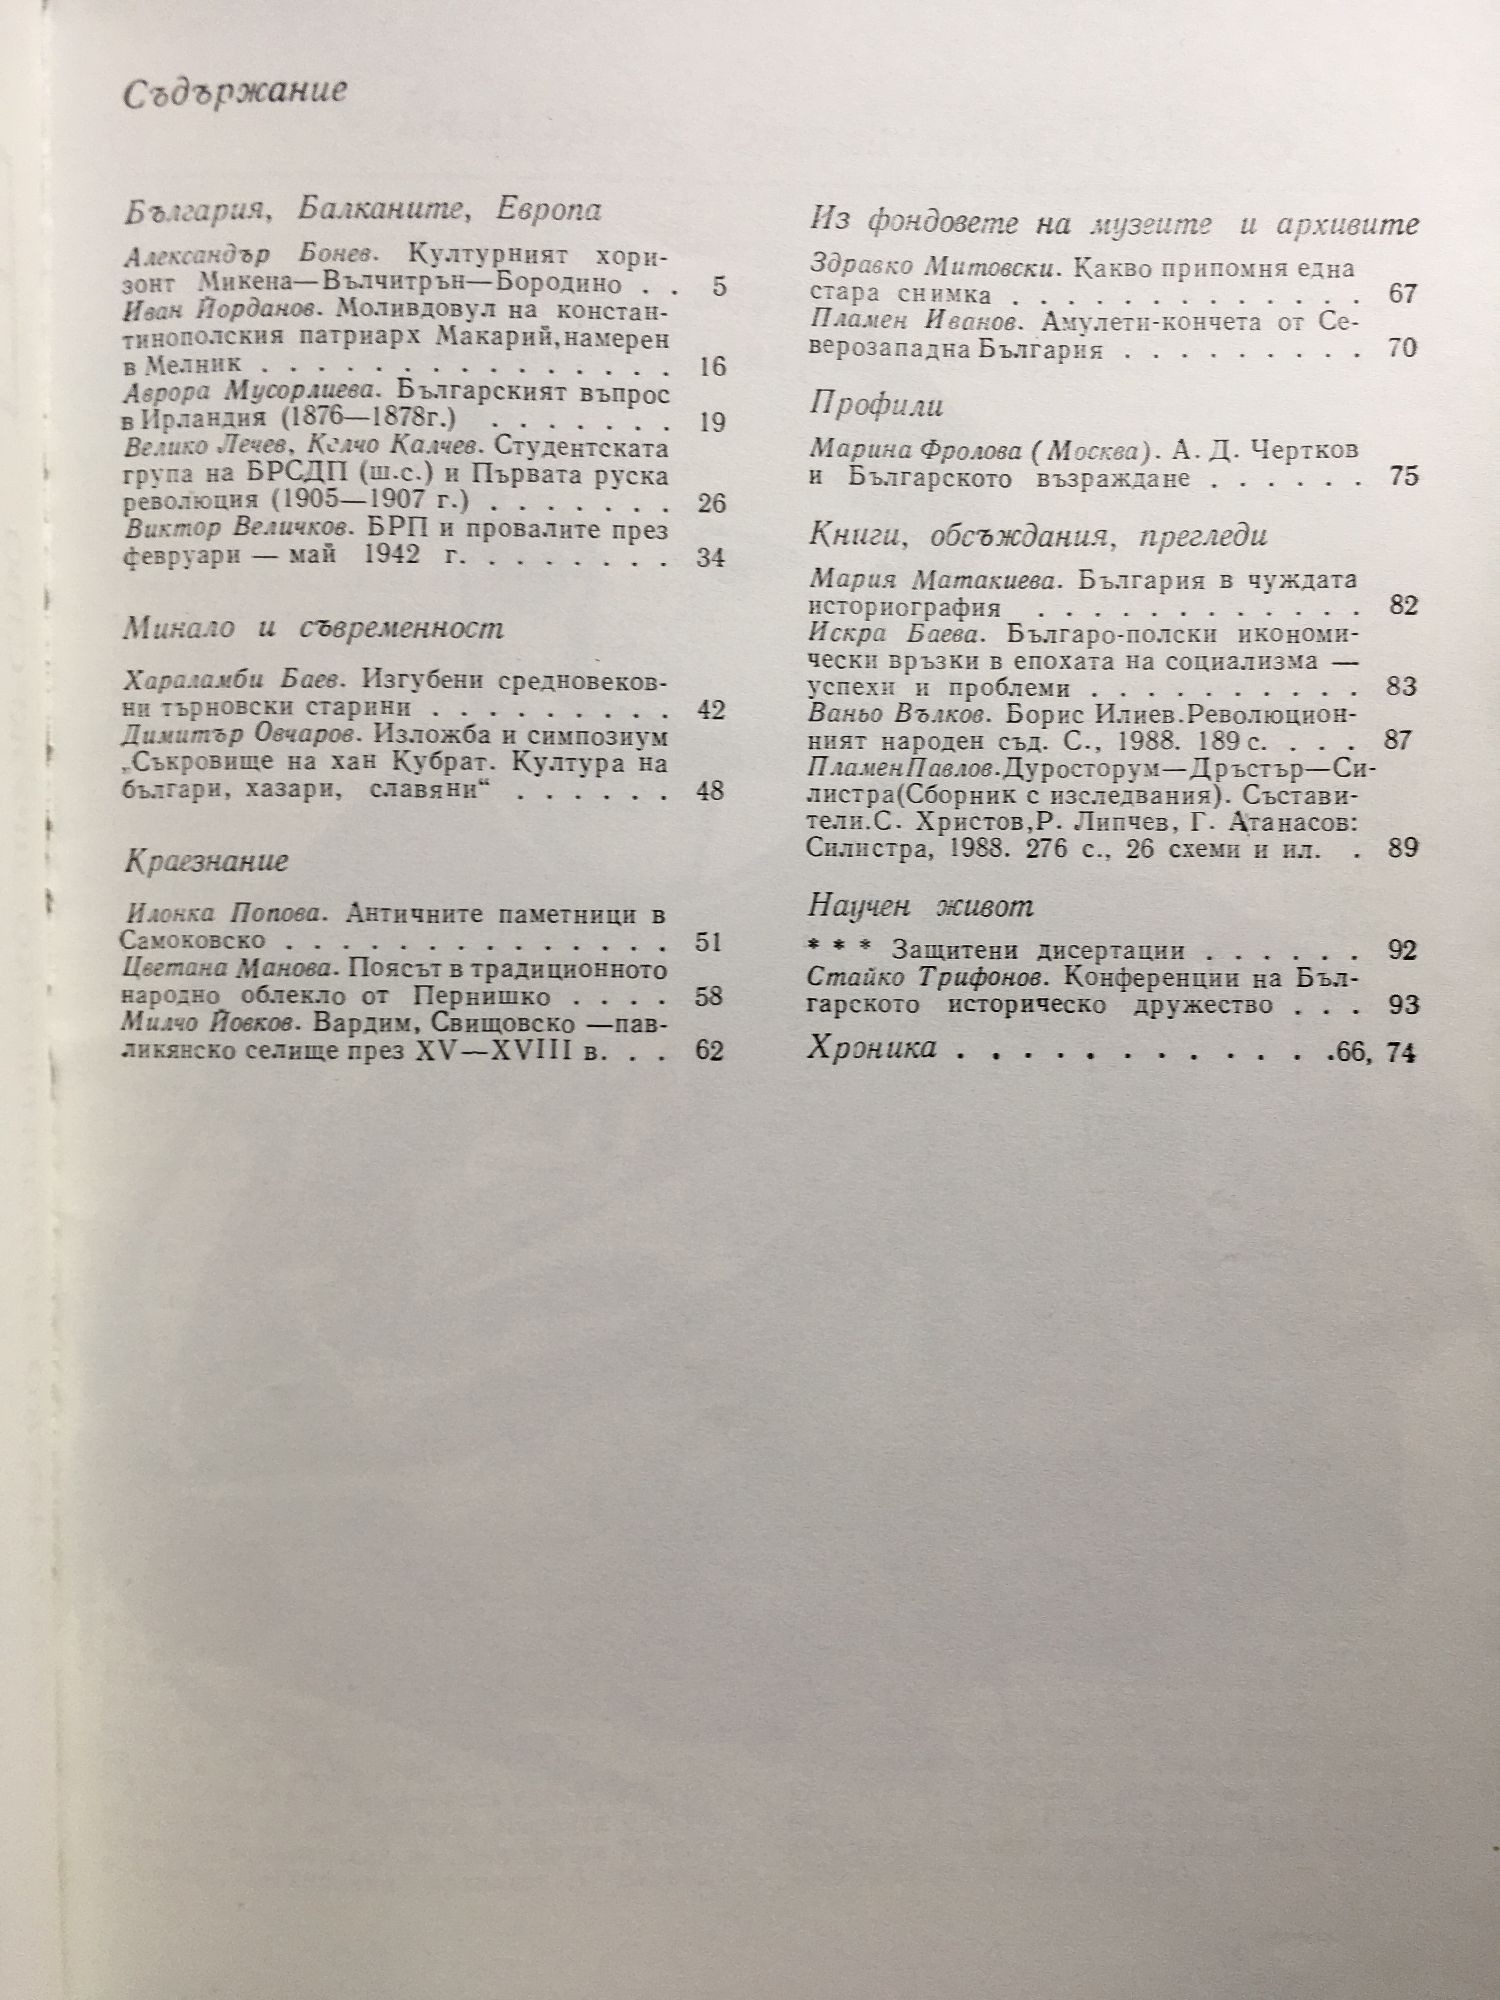 Съдържание
България, Балканите, Европа
Александър Бонев. Културният хори-
зонт Микена—Вълчитрън—Бородино . . 5
Иван Йорданов. Моливдовул на констан-
тинополския патриарх Макарий, намерен
в Мелник . . . . . . . . . . . . . . . 16
Аврора Мусорлиева. Българският въпрос
в Ирландия (1876—1878г.) . . . . . . . 19
Велико Лечев, Колчо Калчев. Студентската
група на БРСДП (ш.с.) и Първата руска
революция (1905—1907 г.) . . . . . . . 26
Виктор Величков. БРП и провалите през
февруари — май 1942 г. . . . . . . . 34
Минало и съвременност
Хараламби Баев. Изгубени средновеков-
ни търновски старини . . . . . . . . . 42
Димитър Овчаров. Изложба и симпозиум
„Съкровище на хан Кубрат. Култура на
българи, хазари, славяни“ . . . . . . 48
Краезнание
Илонка Попова. Античните паметници в
Самоковско . . . . . . . . . . . . . . 51
Цветана Манова. Поясът в традиционното
народно облекло от Пернишко . . . . 58
Милчо Йовков. Вардим, Свищовско —пав-
ликянско селище през XV—XVIII в. . . 62
Из фондовете на музеите и архивите
Здравко Митовски. Какво припомня една
стара снимка . . . . . . . . . . . . . 67
Пламен Иванов. Амулети-кончета от Се-
верозападна България . . . . . . . . . 70
Профили
Марина Фролова (Москва). А. Д. Чертков
и Българското възраждане . . . . . . 75
Книги, обсъждания, прегледи
Мария Матакиева. България в чуждата
историография . . . . . . . . . . . . 82
Искра Баева. Българо-полски икономи-
чески връзки в епохата на социализма —
успехи и проблеми . . . . . . . . . . 83
Ваньо Вълков. Борис Илиев.Революцион-
ният народен съд. С., 1988. 189 с. . . . 87
Пламен Павлов.Дуросторум—Дръстър—Си-
листра(Сборник с изследвания). Състави-
тели.С. Христов,Р. Липчев, Г. Атанасов:
Силистра, 1988. 276 с., 26 схеми и ил. . 89
Научен живот
* * * Защитени дисертации . . . . . . 92
Стайко Трифонов. Конференции на Бъл-
гарското историческо дружество . . . 93
Хроника . . . . . . . . . . . . .66, 74